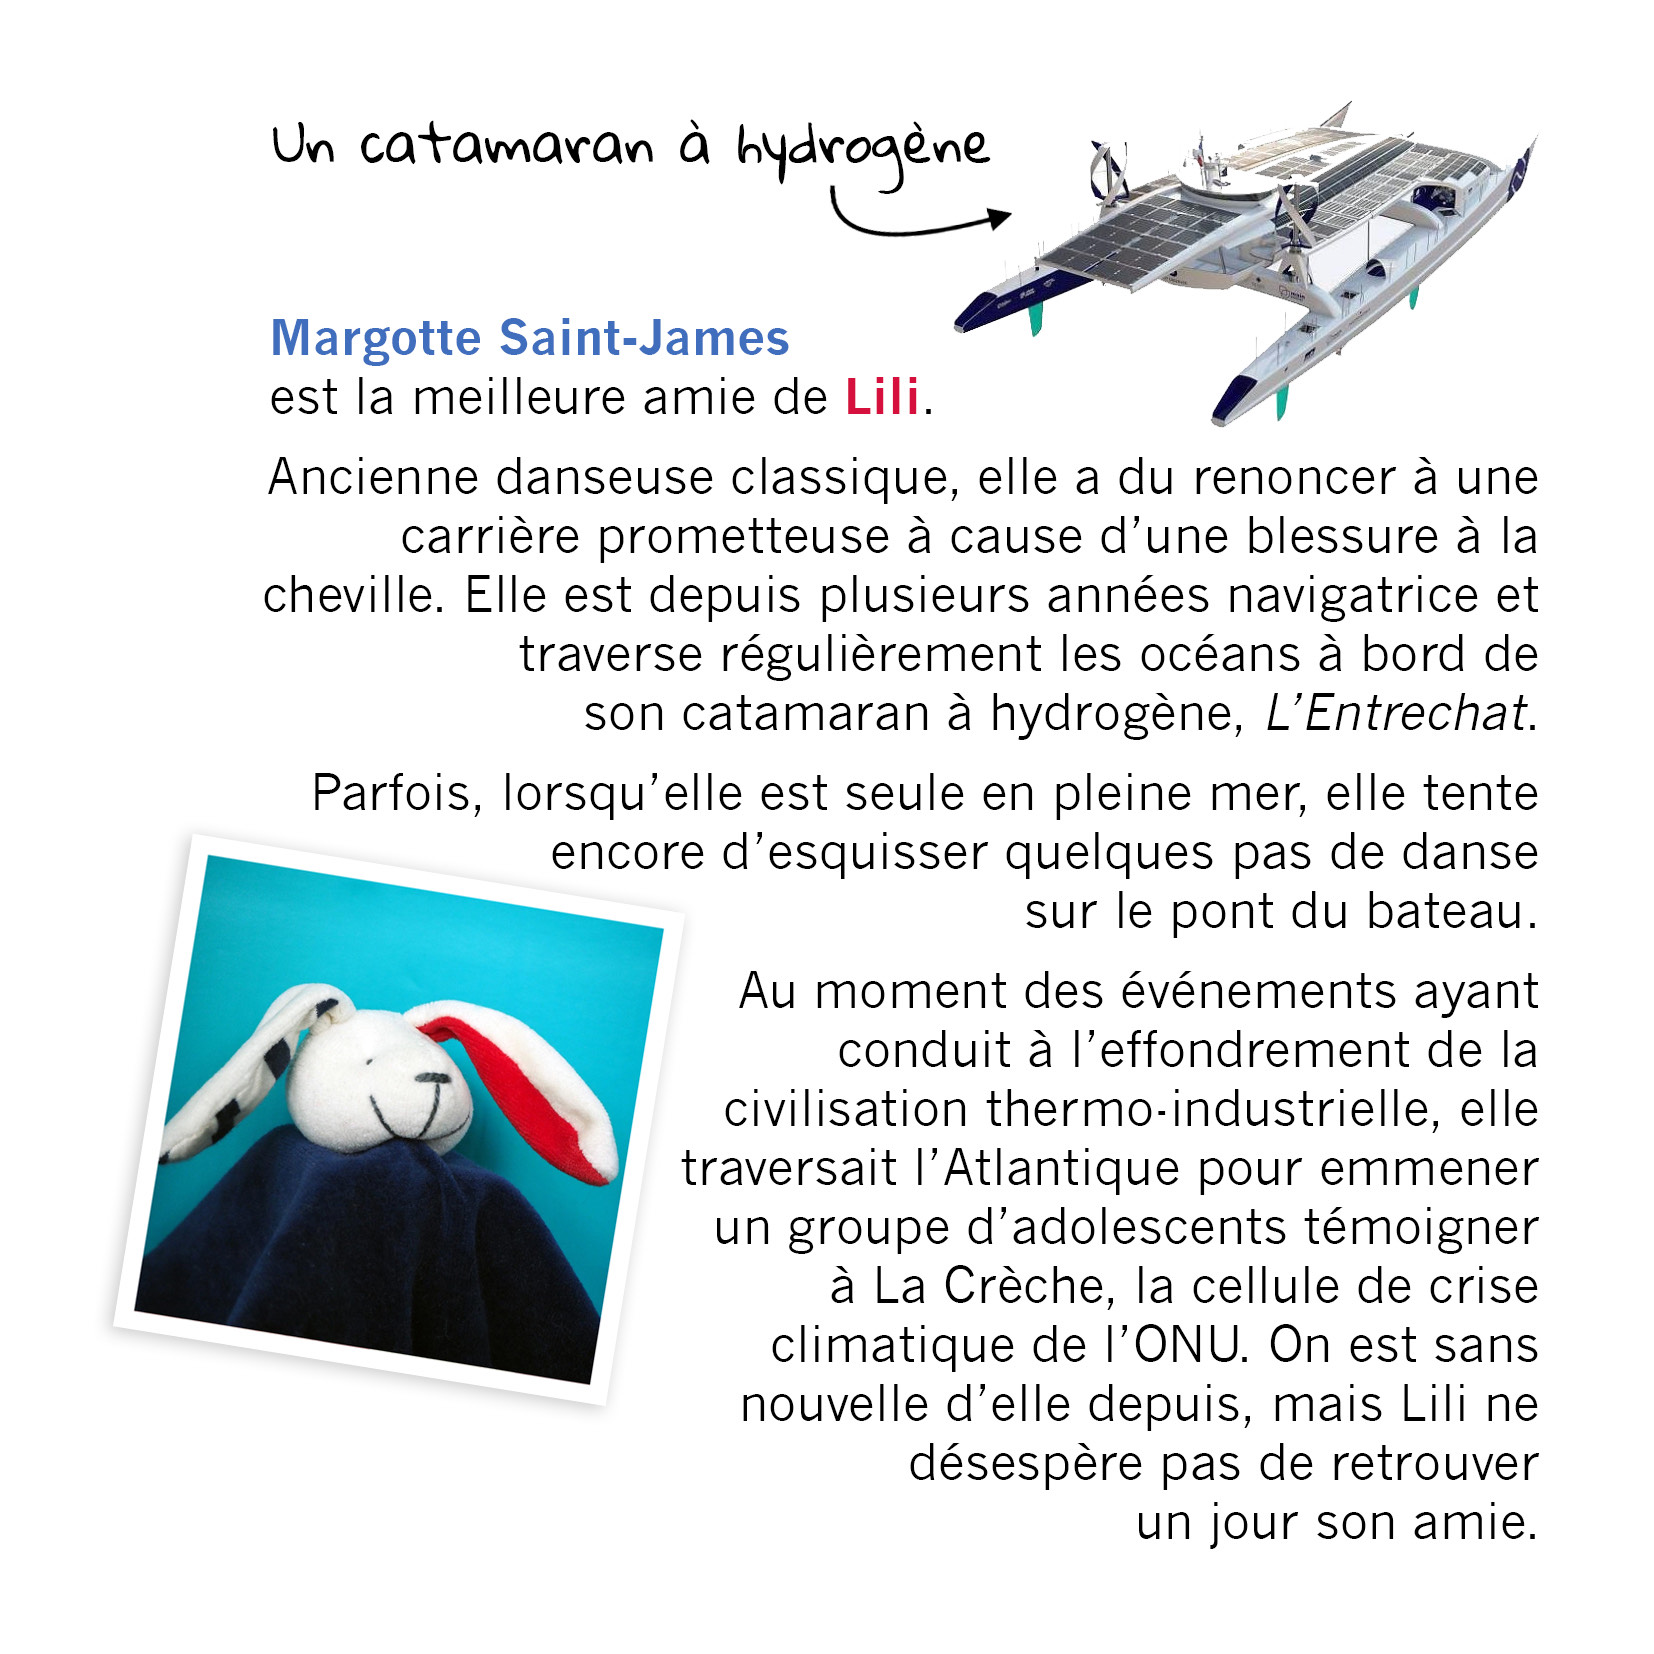 Un catamaran à hydrogène
Margotte Saint-James
est la meilleure amie de Lili.
Ancienne danseuse classique, elle a du renoncer à une
carrière prometteuse à cause d’une blessure à la
cheville. Elle est depuis plusieurs années navigatrice et
traverse régulièrement les océans à bord de
son catamaran à hydrogène, L’Entrechat.
Parfois, lorsqu’elle est seule en pleine mer, elle tente
encore d’esquisser quelques pas de danse
sur le pont du bateau.
Au moment des événements ayant
conduit à l’effondrement de la
civilisation thermo-industrielle, elle
traversait l’Atlantique pour emmener
un groupe d’adolescents témoigner
à La Crèche, la cellule de crise
climatique de l’ONU. On est sans
nouvelle d’elle depuis, mais Lili ne
désespère pas de retrouver
un jour son amie.